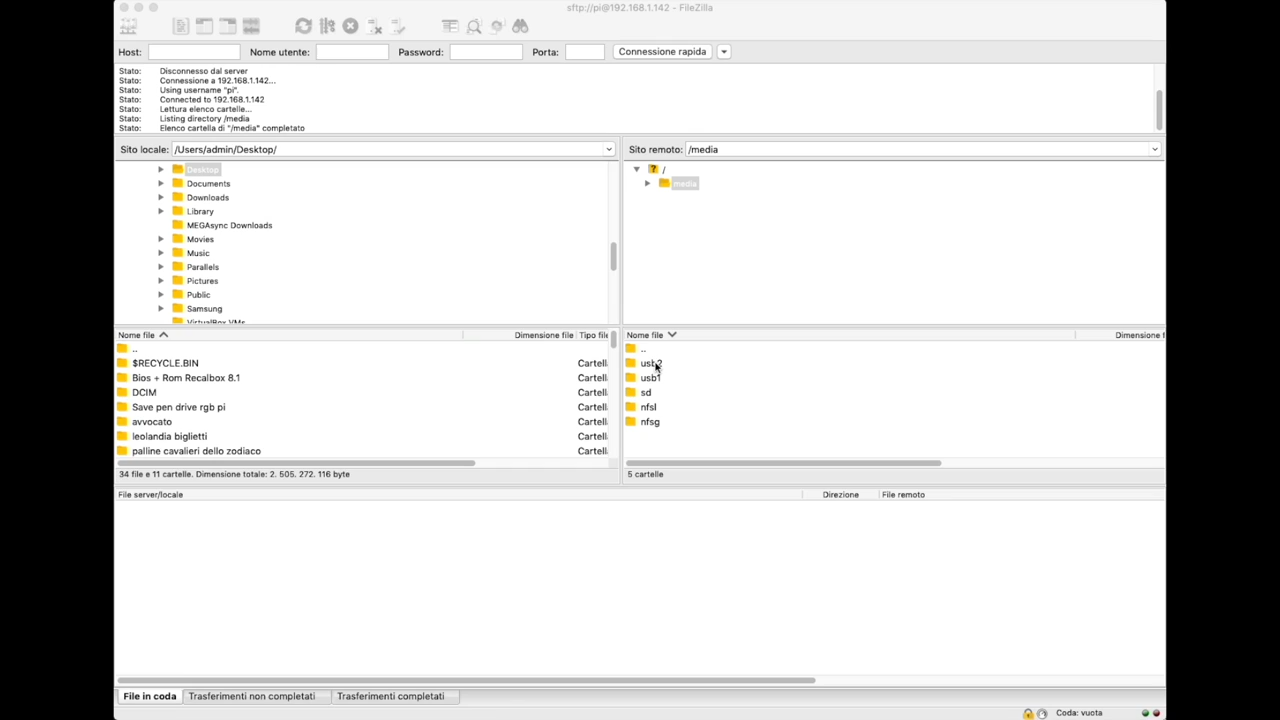 sftp://pi@192.168.1.142 - FileZilla
Host: Nome utente: Password: Porta: Connessione rapida
Stato: Disconnesso dal server
Stato: Connessione a 192.168.1.142...
Stato: Using username "pi".
Stato: Connected to 192.168.1.142
Stato: Lettura elenco cartelle...
Stato: Listing directory /media
Stato: Elenco cartella di "/media" completato
Sito locale: /Users/admin/Desktop/
Desktop
Documents
Downloads
Library
MEGAsync Downloads
Movies
Music
Parallels
Pictures
Public
Samsung
VirtualBox VMs
Sito remoto: /media
? /
media
Nome file Dimensione file Tipo file
..
$RECYCLE.BIN Cartell
Bios + Rom Recalbox 8.1 Cartell
DCIM Cartell
Save pen drive rgb pi Cartell
avvocato Cartell
leolandia biglietti Cartell
palline cavalieri dello zodiaco Cartell
34 file e 11 cartelle. Dimensione totale: 2. 505. 272. 116 byte
Nome file Dimensione f
..
usb2
usb1
sd
nfsl
nfsg
5 cartelle
File server/locale Direzione File remoto
File in coda Trasferimenti non completati Trasferimenti completati
Coda: vuota